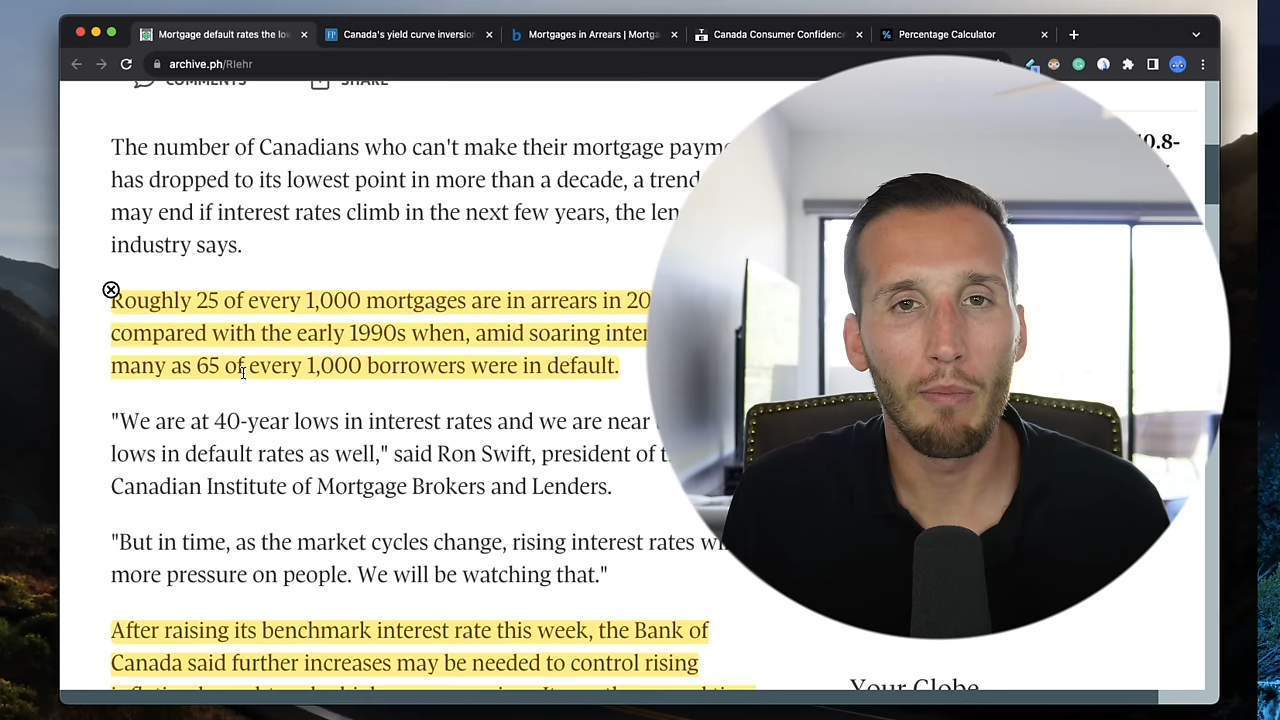 Mortgage default rates the lo
Canada's yield curve inversion
Mortgages in Arrears | Mortga
Canada Consumer Confidence
Percentage Calculator
archive.ph/RIehr
COMMENTS
SHARE
The number of Canadians who can't make their mortgage payme
has dropped to its lowest point in more than a decade, a trend
may end if interest rates climb in the next few years, the len
industry says.
Roughly 25 of every 1,000 mortgages are in arrears in 20
compared with the early 1990s when, amid soaring inter
many as 65 of every 1,000 borrowers were in default.
"We are at 40-year lows in interest rates and we are near
lows in default rates as well," said Ron Swift, president of t
Canadian Institute of Mortgage Brokers and Lenders.
"But in time, as the market cycles change, rising interest rates wi
more pressure on people. We will be watching that."
After raising its benchmark interest rate this week, the Bank of
Canada said further increases may be needed to control rising
0.8-
Your Globe